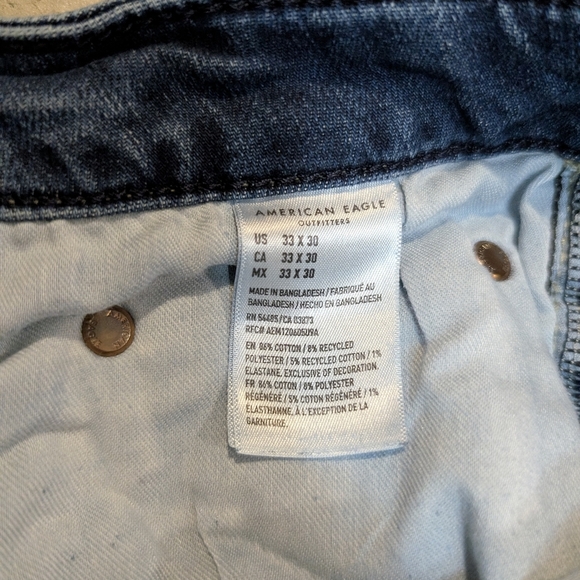 AMERICAN EAGLE
OUTFITTERS
US 33 X 30
CA 33 X 30
MX 33 X 30
MADE IN BANGLADESH / FABRIQUÉ AU
BANGLADESH / HECHO EN BANGLADESH
RN 54485/CA 03873
RFC# AEM120605U9A
EN: 86% COTTON / 8% RECYCLED
POLYESTER / 5% RECYCLED COTTON / 1%
ELASTANE. EXCLUSIVE OF DECORATION.
FR: 86% COTON / 8% POLYESTER
RÉGÉNÉRÉ / 5% COTON RÉGÉNÉRÉ / 1%
ÉLASTHANNE. À L'EXCEPTION DE LA
GARNITURE.